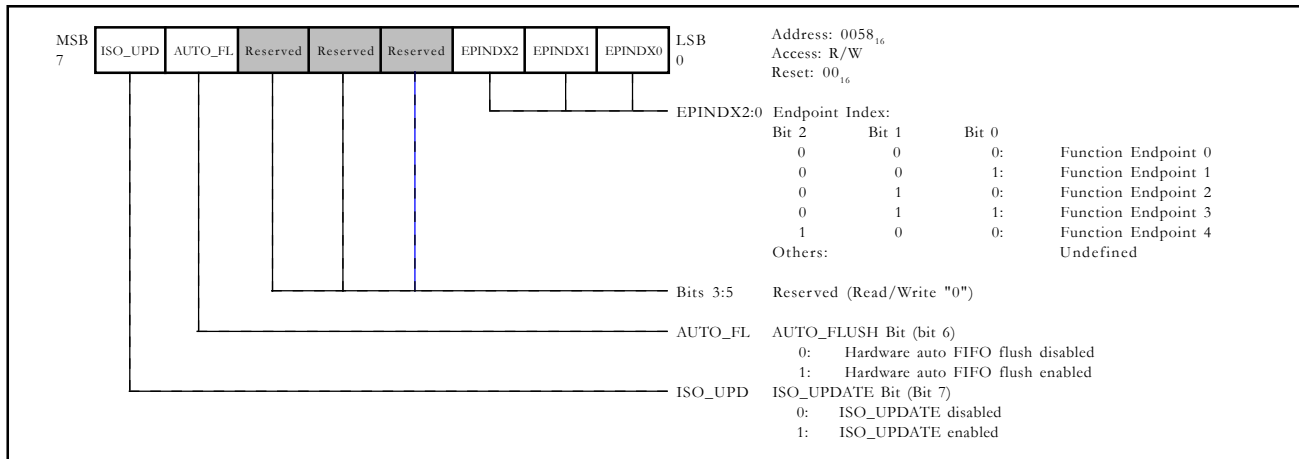 MSB ISO_UPD AUTO_FL Reserved Reserved Reserved EPINDX2 EPINDX1 EPINDX0 LSB
7 0
Address: 0058₁₆
Access: R/W
Reset: 00₁₆
EPINDX2:0 Endpoint Index:
Bit 2 Bit 1 Bit 0
0 0 0: Function Endpoint 0
0 0 1: Function Endpoint 1
0 1 0: Function Endpoint 2
0 1 1: Function Endpoint 3
1 0 0: Function Endpoint 4
Others: Undefined
Bits 3:5 Reserved (Read/Write "0")
AUTO_FL AUTO_FLUSH Bit (bit 6)
0: Hardware auto FIFO flush disabled
1: Hardware auto FIFO flush enabled
ISO_UPD ISO_UPDATE Bit (Bit 7)
0: ISO_UPDATE disabled
1: ISO_UPDATE enabled